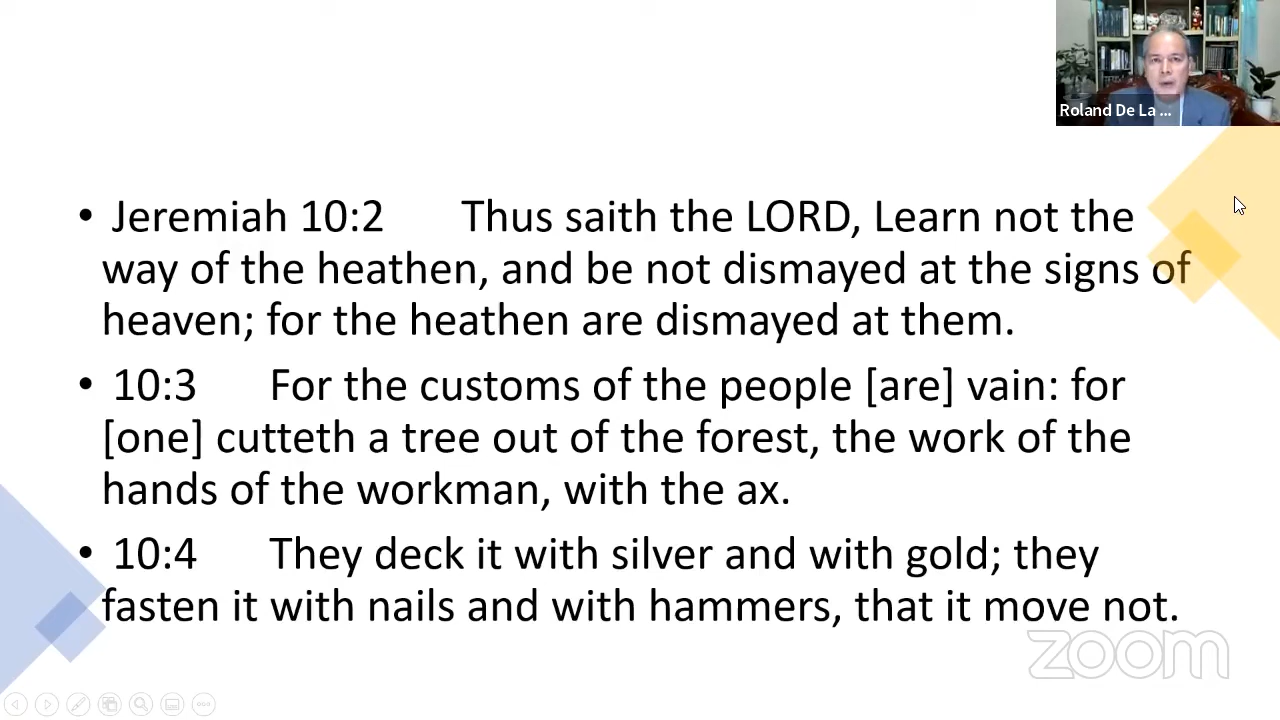 Roland De La ...
• Jeremiah 10:2 Thus saith the LORD, Learn not the
way of the heathen, and be not dismayed at the signs of
heaven; for the heathen are dismayed at them.
• 10:3 For the customs of the people [are] vain: for
[one] cutteth a tree out of the forest, the work of the
hands of the workman, with the ax.
• 10:4 They deck it with silver and with gold; they
fasten it with nails and with hammers, that it move not.
zoom